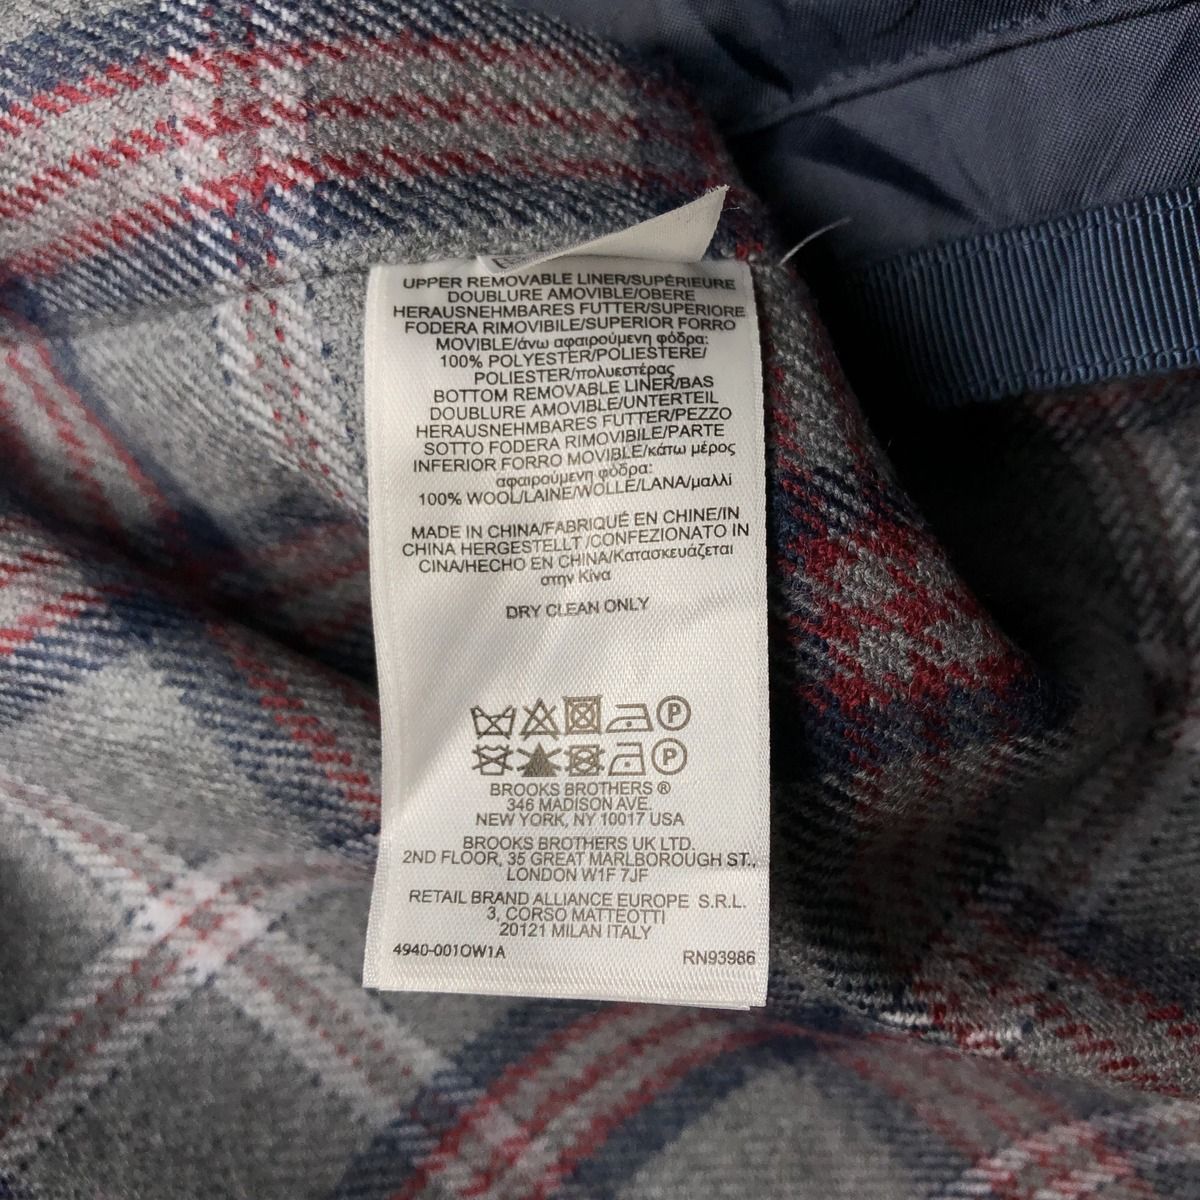 UPPER REMOVABLE LINER/SUPÉRIEURE
DOUBLURE AMOVIBLE/OBERE
HERAUSNEHMBARES FUTTER/SUPERIORE
FODERA RIMOVIBILE/SUPERIOR FORRO
MOVIBLE/άνω αφαιρούμενη φόδρα:
100% POLYESTER/POLIESTERE/
POLIESTER/πολυεστέρας
BOTTOM REMOVABLE LINER/BAS
DOUBLURE AMOVIBLE/UNTERTEIL
HERAUSNEHMBARES FUTTER/PEZZO
SOTTO FODERA RIMOVIBILE/PARTE
INFERIOR FORRO MOVIBLE/κάτω μέρος
αφαιρούμενη φόδρα:
100% WOOL/LAINE/WOLLE/LANA/μαλλί
MADE IN CHINA/FABRIQUÉ EN CHINE/IN
CHINA HERGESTELLT /CONFEZIONATO IN
CINA/HECHO EN CHINA/Κατασκευάζεται
στην Κίνα
DRY CLEAN ONLY
P
P
BROOKS BROTHERS ®
346 MADISON AVE.
NEW YORK, NY 10017 USA
BROOKS BROTHERS UK LTD.
2ND FLOOR, 35 GREAT MARLBOROUGH ST.,
LONDON W1F 7JF
RETAIL BRAND ALLIANCE EUROPE S.R.L.
3, CORSO MATTEOTTI
20121 MILAN ITALY
4940-001OW1A RN93986